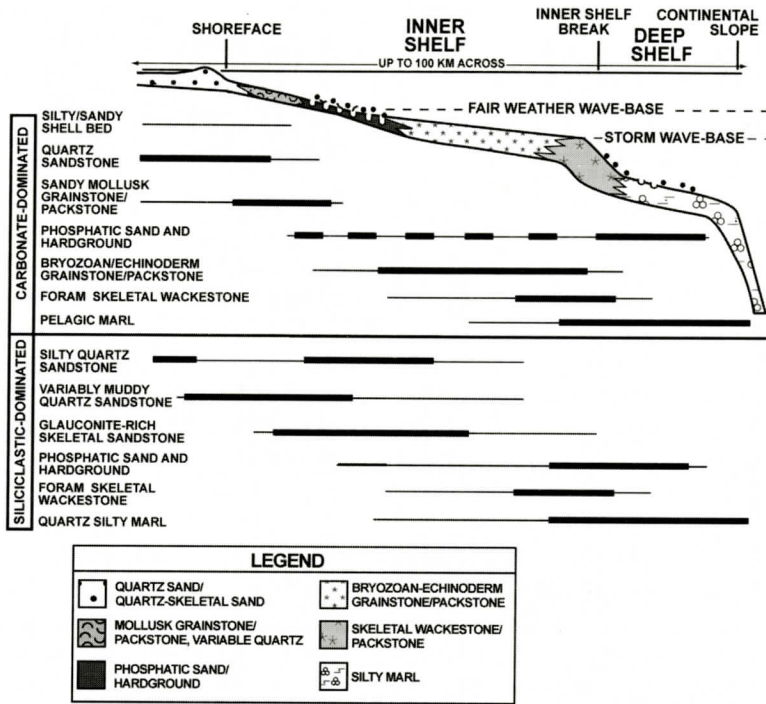 SHOREFACE
INNER
SHELF
INNER SHELF
BREAK
DEEP
SHELF
CONTINENTAL
SLOPE
UP TO 100 KM ACROSS
FAIR WEATHER WAVE-BASE
STORM WAVE-BASE
CARBONATE-DOMINATED
SILTY/SANDY
SHELL BED
QUARTZ
SANDSTONE
SANDY MOLLUSK
GRAINSTONE/
PACKSTONE
PHOSPHATIC SAND AND
HARDGROUND
BRYOZOAN/ECHINODERM
GRAINSTONE/PACKSTONE
FORAM SKELETAL WACKESTONE
PELAGIC MARL
SILICICLASTIC-DOMINATED
SILTY QUARTZ
SANDSTONE
VARIABLY MUDDY
QUARTZ SANDSTONE
GLAUCONITE-RICH
SKELETAL SANDSTONE
PHOSPHATIC SAND AND
HARDGROUND
FORAM SKELETAL
WACKESTONE
QUARTZ SILTY MARL
LEGEND
QUARTZ SAND/
QUARTZ-SKELETAL SAND
MOLLUSK GRAINSTONE/
PACKSTONE, VARIABLE QUARTZ
PHOSPHATIC SAND/
HARDGROUND
BRYOZOAN-ECHINODERM
GRAINSTONE/PACKSTONE
SKELETAL WACKESTONE/
PACKSTONE
SILTY MARL